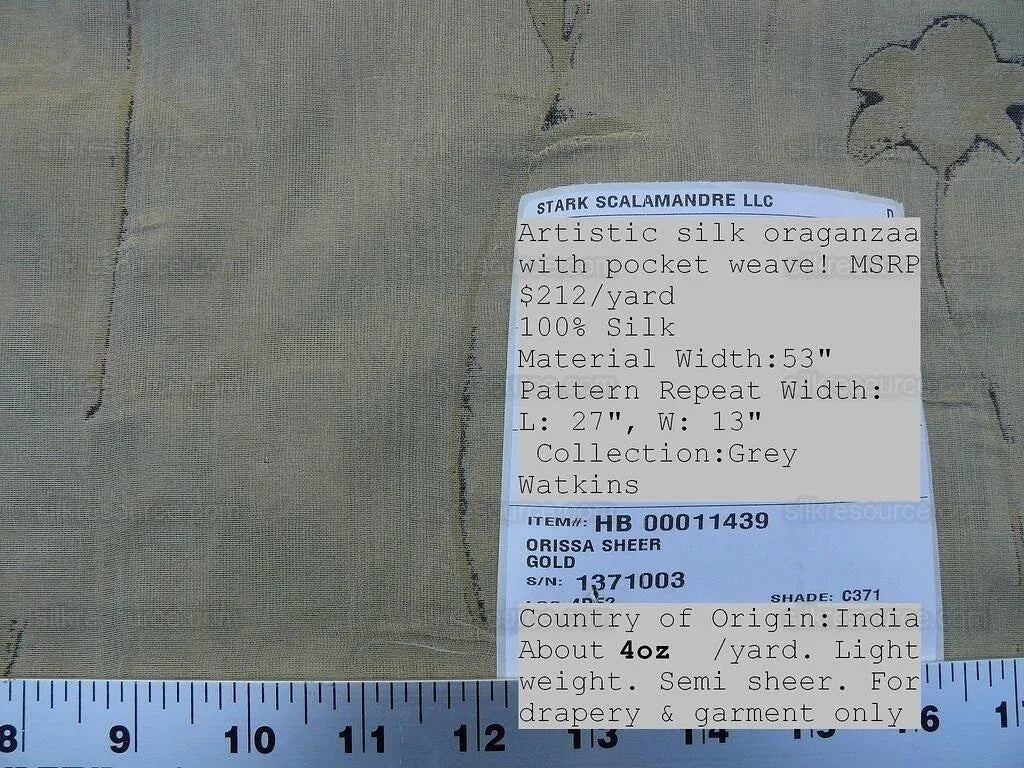 STARK SCALAMANDRE LLC
Artistic silk oraganzaa
with pocket weave! MSRP
$212/yard
100% Silk
Material Width:53"
Pattern Repeat Width:
L: 27", W: 13"
Collection:Grey
Watkins
ITEM#: HB 00011439
ORISSA SHEER
GOLD
S/N: 1371003
SHADE: C371
Country of Origin:India
About 4oz /yard. Light
weight. Semi sheer. For
drapery & garment only
8 9 10 11 12 13 14 15 16
silkresource.com